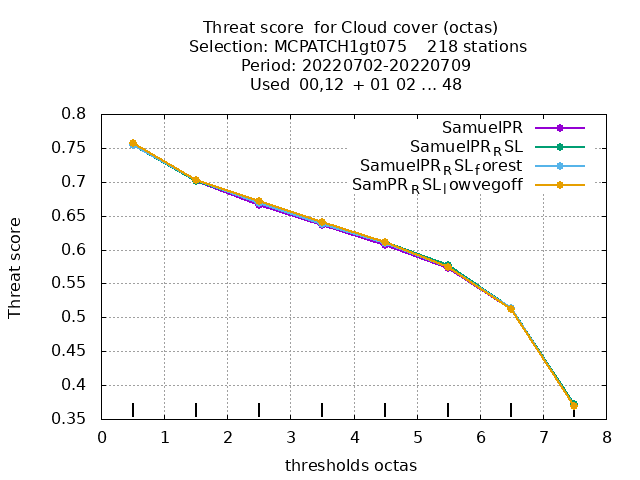 Threat score  for Cloud cover (octas)
Selection: MCPATCH1gt075    218 stations
Period: 20220702-20220709
Used  00,12  + 01 02 ... 48
SamuelPR
SamuelPR_RSL
SamuelPR_RSL_forest
SamPR_RSL_lowvegoff
Threat score
0.8
0.75
0.7
0.65
0.6
0.55
0.5
0.45
0.4
0.35
0 1 2 3 4 5 6 7 8
thresholds octas